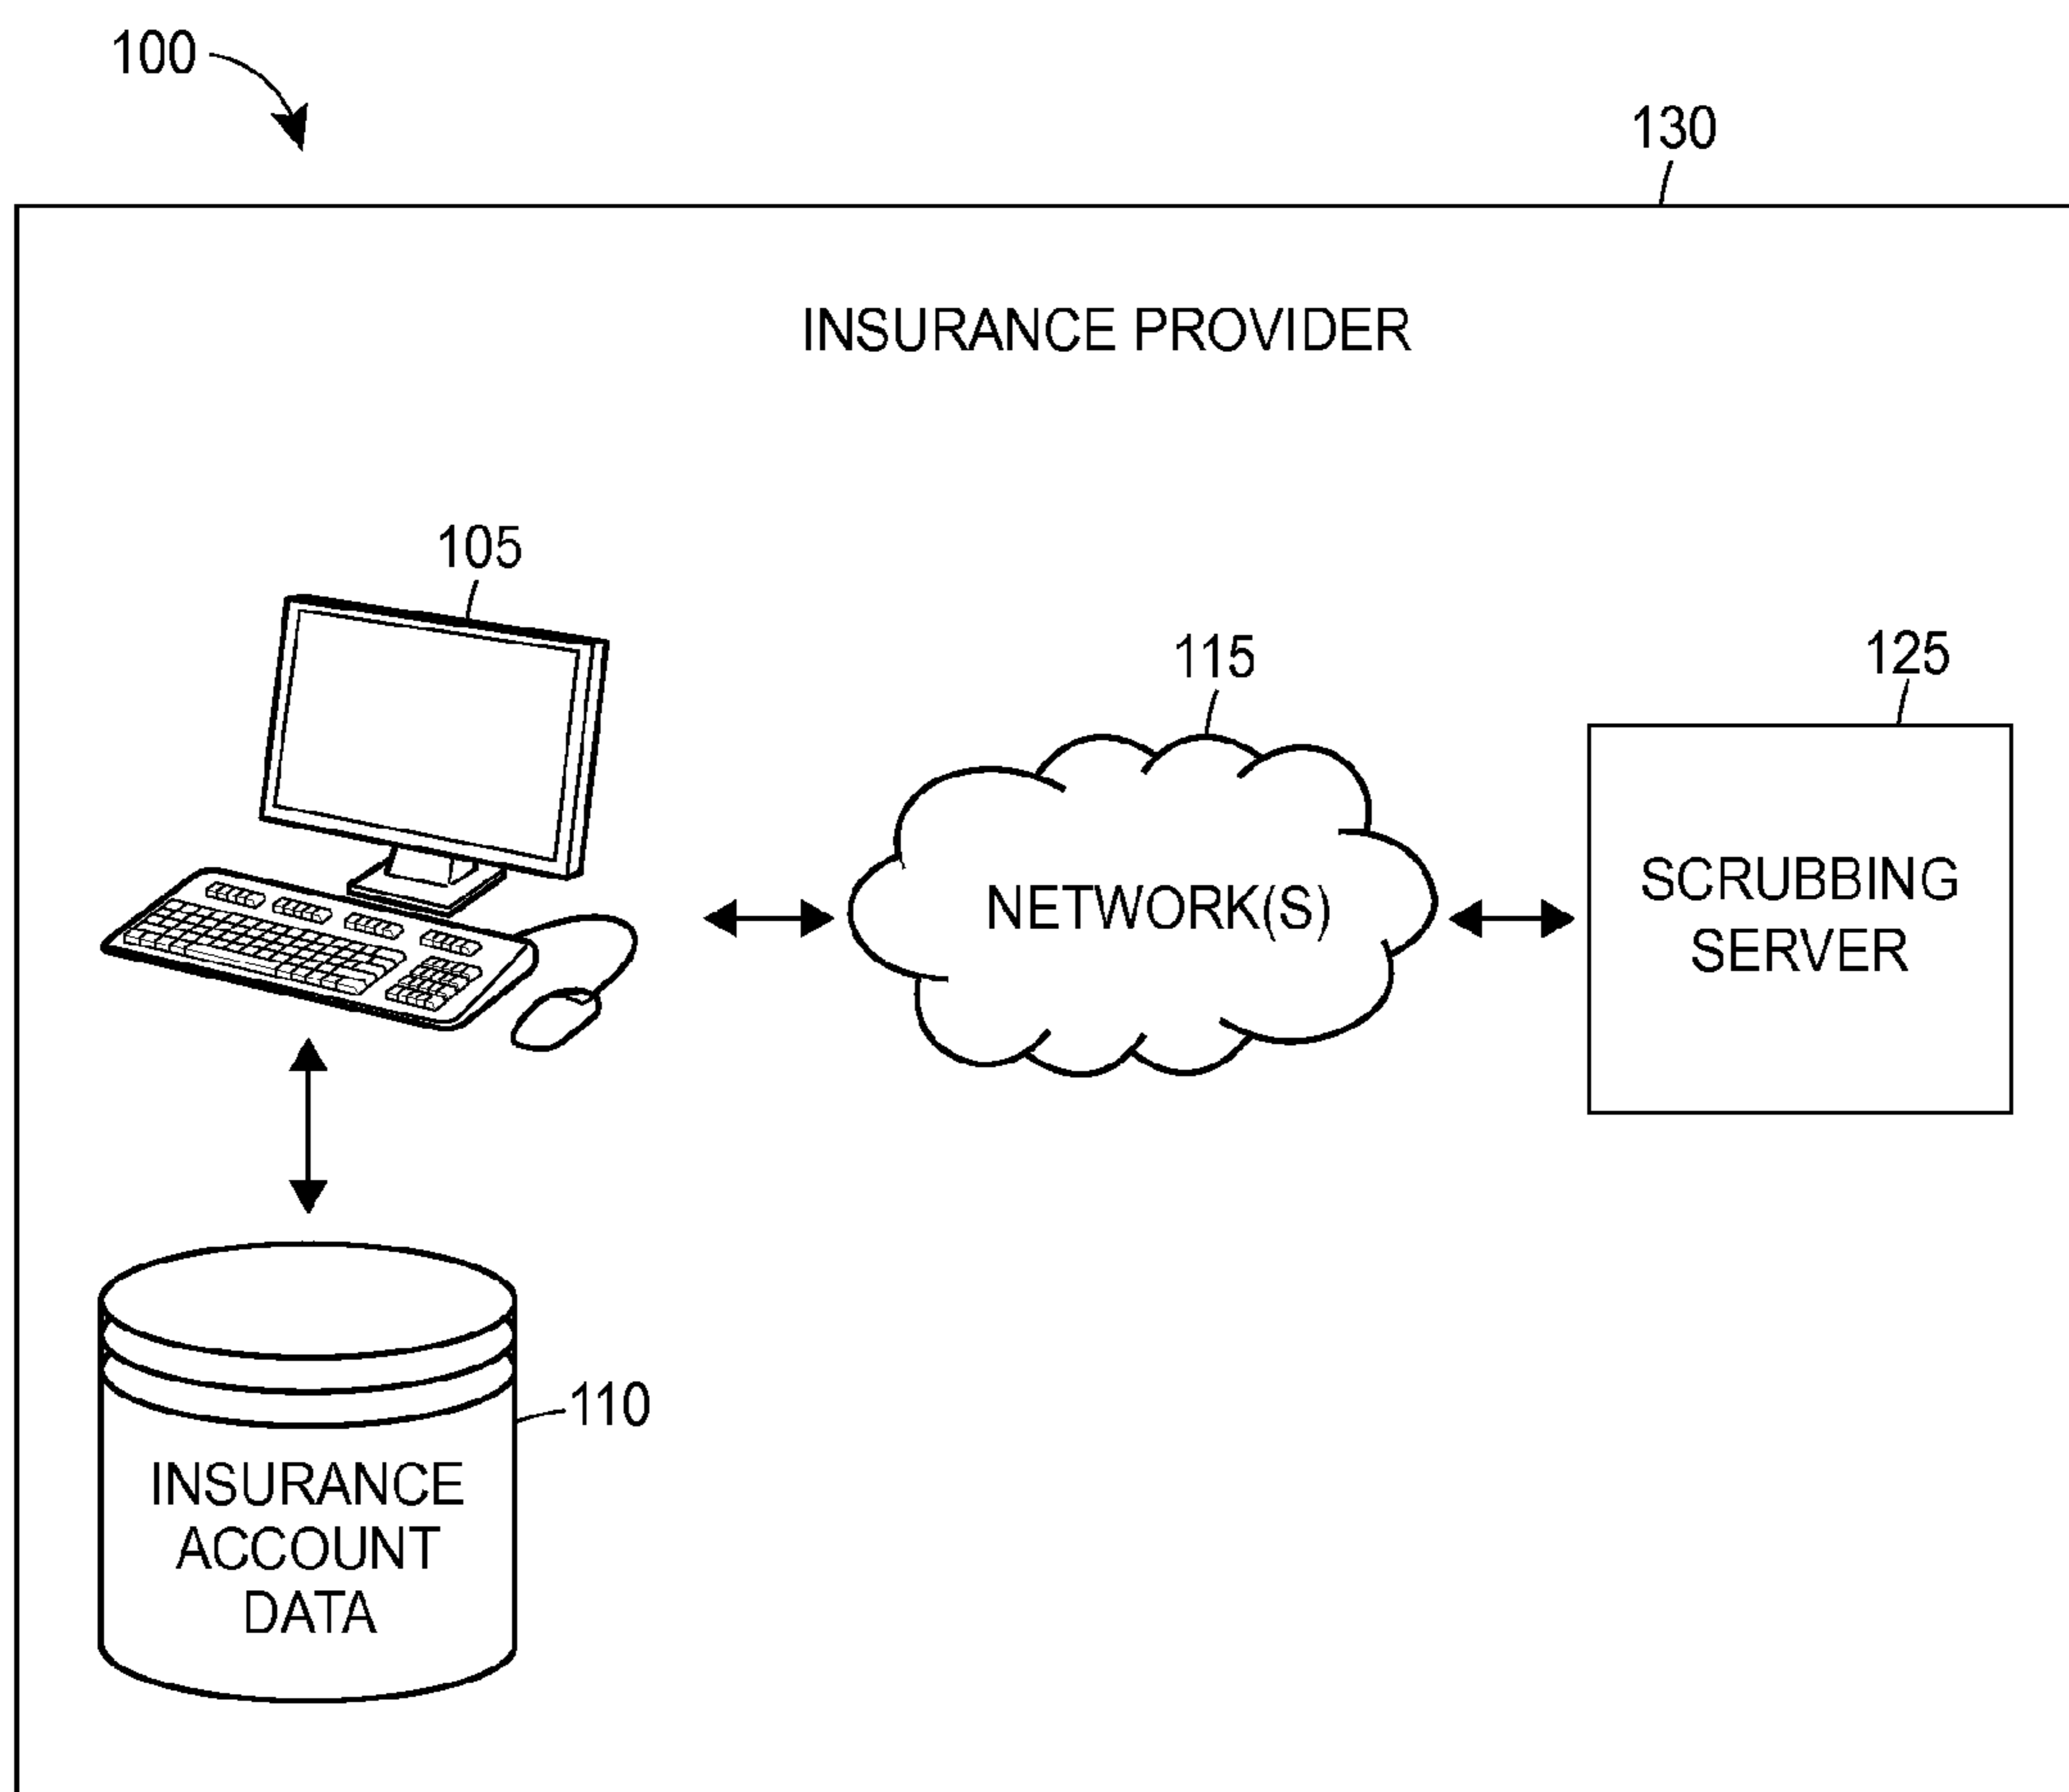 100
130
INSURANCE PROVIDER
105
115
125
NETWORK(S)
SCRUBBING
SERVER
110
INSURANCE
ACCOUNT
DATA